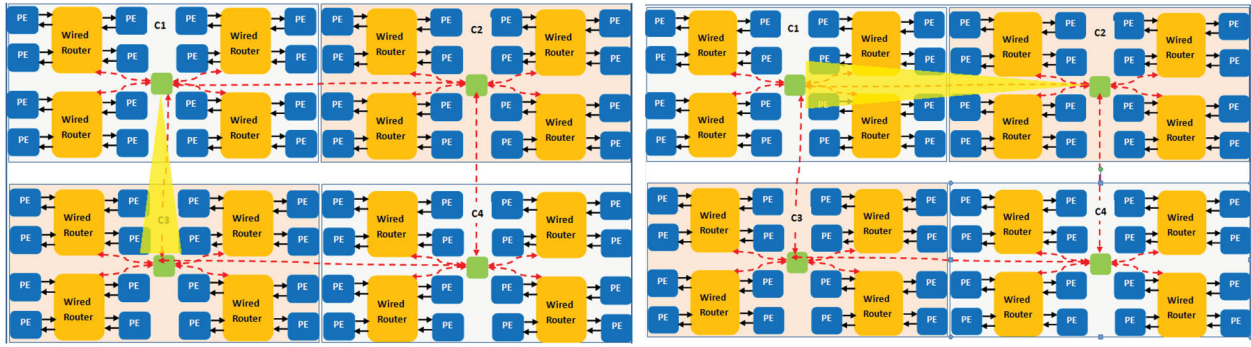 PE PE C1 PE PE PE PE C2 PE PE
Wired Wired Wired Wired
Router Router Router Router
PE PE PE PE PE PE PE PE
PE PE PE PE PE PE PE PE
Wired Wired Wired Wired
Router Router Router Router
PE PE PE PE PE PE PE PE
PE PE PE PE PE PE PE PE
Wired C3 Wired Wired C4 Wired
Router Router Router Router
PE PE PE PE PE PE PE PE
PE PE PE PE PE PE PE PE
Wired Wired Wired Wired
Router Router Router Router
PE PE PE PE PE PE PE PE
PE PE C1 PE PE PE PE C2 PE PE
Wired Wired Wired Wired
Router Router Router Router
PE PE PE PE PE PE PE PE
PE PE PE PE PE PE PE PE
Wired Wired Wired Wired
Router Router Router Router
PE PE PE PE PE PE PE PE
PE PE PE PE PE PE PE PE
Wired C3 Wired Wired C4 Wired
Router Router Router Router
PE PE PE PE PE PE PE PE
PE PE PE PE PE PE PE PE
Wired Wired Wired Wired
Router Router Router Router
PE PE PE PE PE PE PE PE